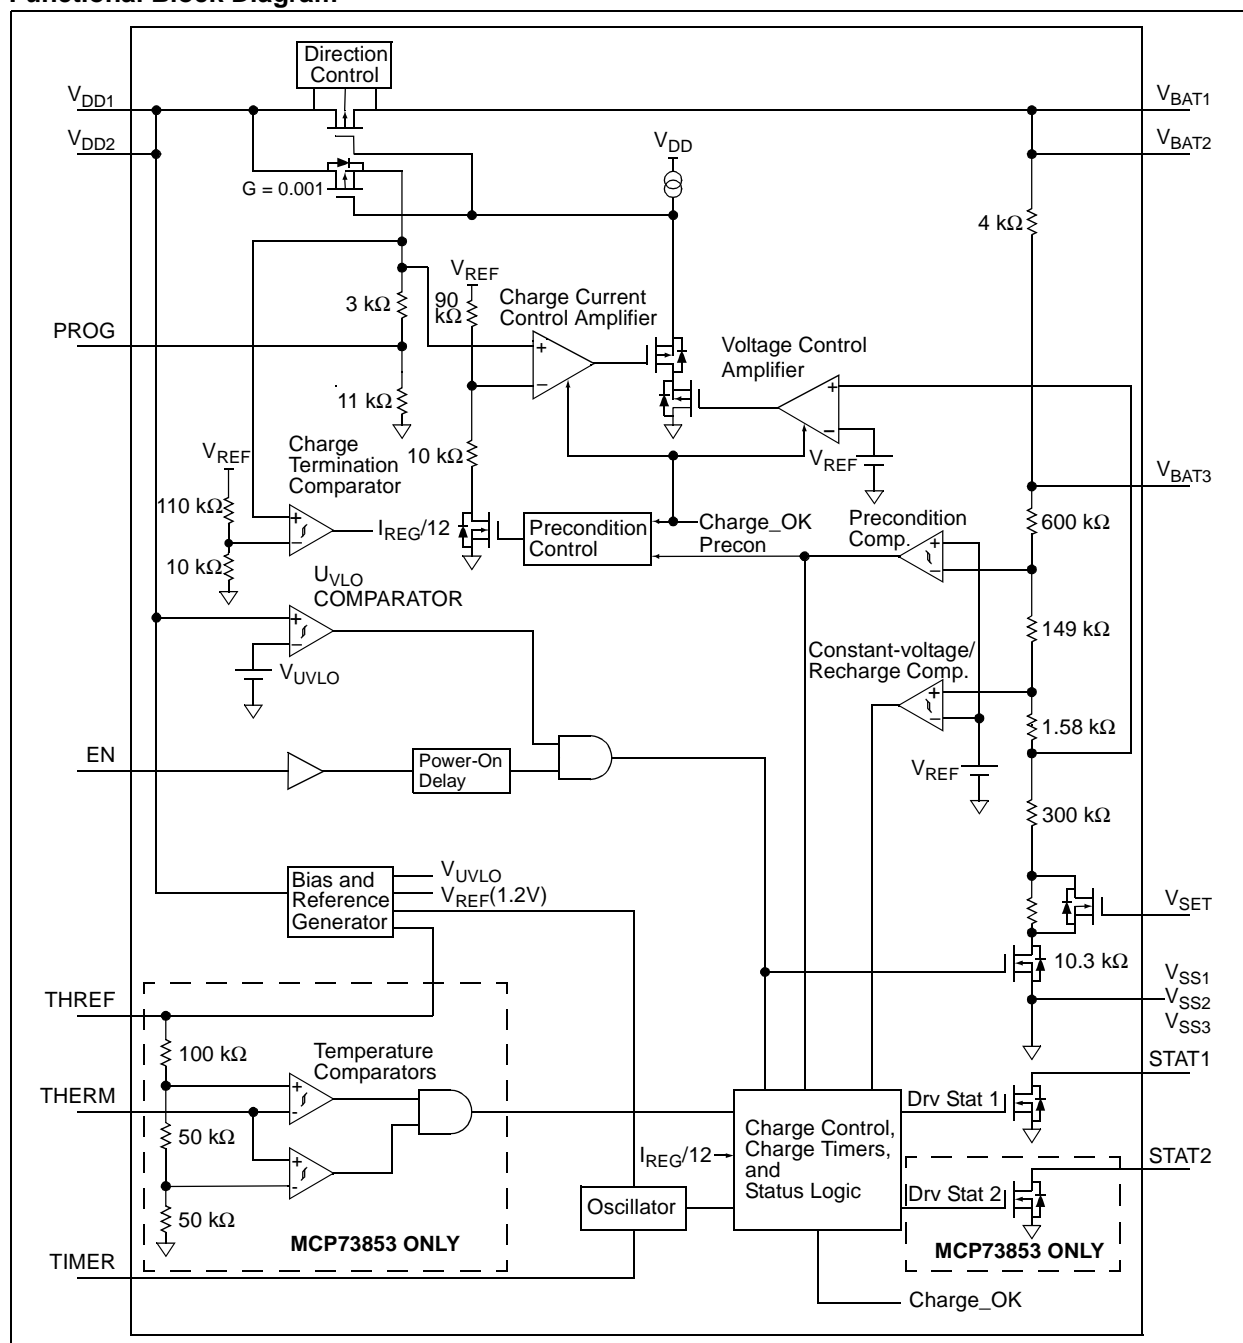 Functional Block Diagram
Direction
Control
VDD1
VBAT1
VDD2
VBAT2
VDD
G = 0.001
4 kΩ
VREF
90
kΩ
Charge Current
Control Amplifier
3 kΩ
PROG
Voltage Control
Amplifier
+
−
+
−
11 kΩ
VREF
Charge
Termination
Comparator
10 kΩ
VREF
VBAT3
110 kΩ
+
−
IREG/12
Precondition
Control
Charge_OK
Precon
Precondition
Comp.
600 kΩ
+
−
10 kΩ
UVLO
COMPARATOR
+
−
149 kΩ
VUVLO
Constant-voltage/
Recharge Comp.
+
−
1.58 kΩ
EN
Power-On
Delay
VREF
300 kΩ
Bias and
Reference
Generator
VUVLO
VREF(1.2V)
VSET
10.3 kΩ
VSS1
VSS2
VSS3
THREF
100 kΩ
Temperature
Comparators
STAT1
THERM
+
-
Drv Stat 1
50 kΩ
+
-
Charge Control,
Charge Timers,
and
Status Logic
IREG/12
STAT2
Drv Stat 2
50 kΩ
Oscillator
MCP73853 ONLY
MCP73853 ONLY
TIMER
Charge_OK